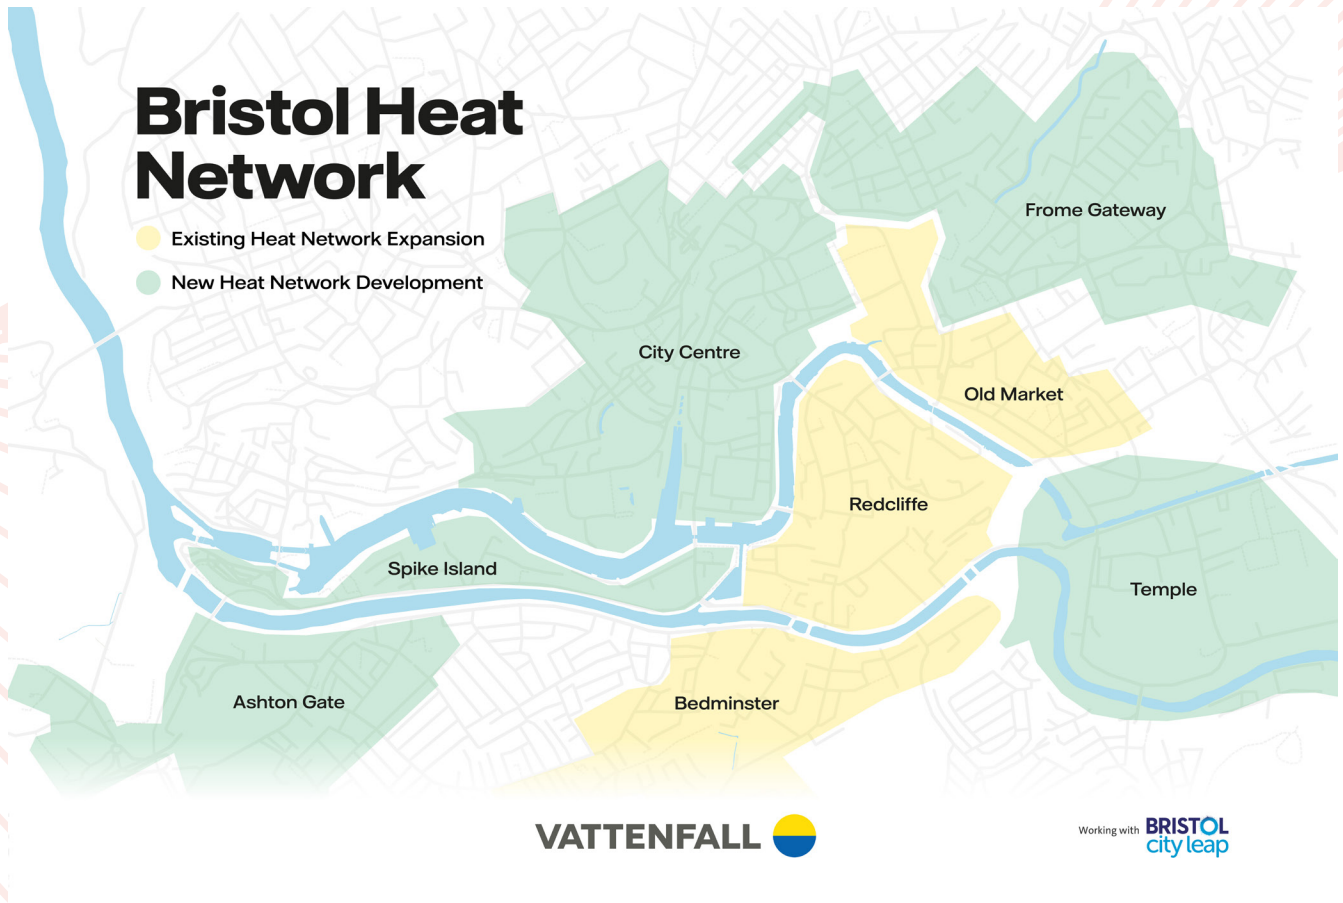 Bristol Heat
Network
Existing Heat Network Expansion
New Heat Network Development
Frome Gateway
City Centre
Old Market
Redcliffe
Spike Island
Temple
Ashton Gate
Bedminster
VATTENFALL
Working with BRISTOL
city leap